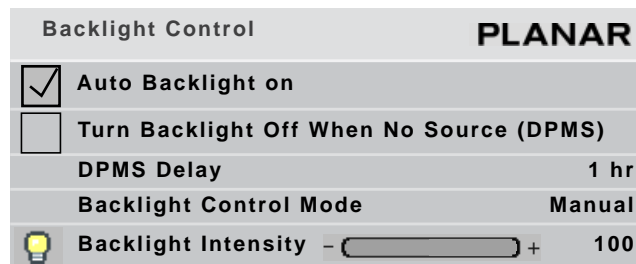 Backlight Control PLANAR
Auto Backlight on
Turn Backlight Off When No Source (DPMS)
DPMS Delay 1 hr
Backlight Control Mode Manual
Backlight Intensity - + 100